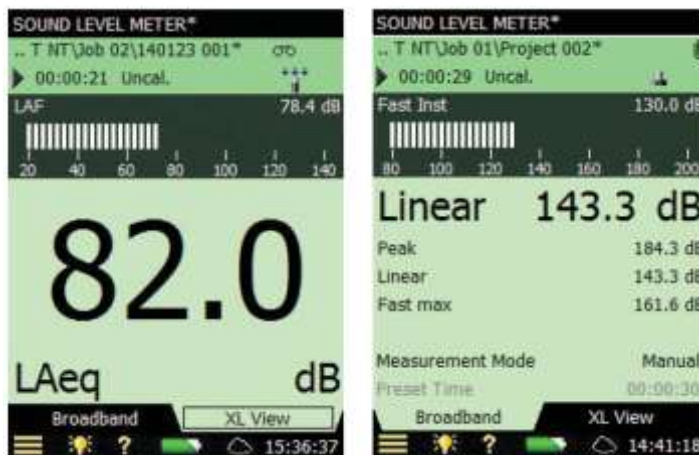 SOUND LEVEL METER*
.. T NT\Job 02\140123 001*
00:00:21 Uncal.
LAF 78.4 dB
20 40 60 80 100 120 140
82.0
LAeq dB
Broadband XL View
? 15:36:37
SOUND LEVEL METER*
.. T NT\Job 01\Project 002*
00:00:29 Uncal.
Fast Inst 130.0 dB
80 100 120 140 160 180 200
Linear 143.3 dB
Peak 184.3 dB
Linear 143.3 dB
Fast max 161.6 dB
Measurement Mode Manual
Preset Time 00:00:30
Broadband XL View
? 14:41:18